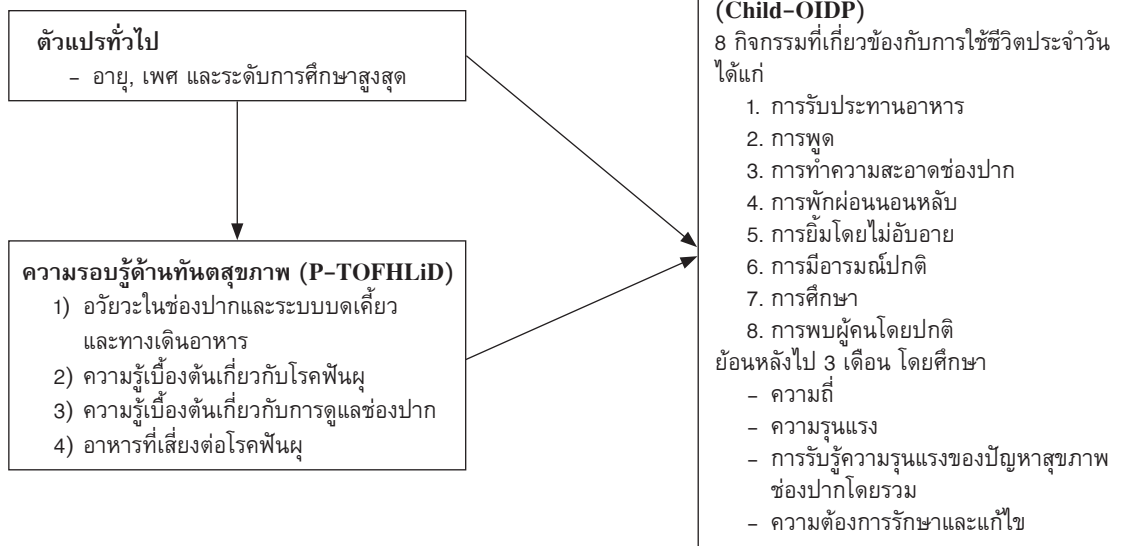 ตัวแปรทั่วไป
– อายุ, เพศ และระดับการศึกษาสูงสุด
ความรอบรู้ด้านทันตสุขภาพ (P–TOFHLiD)
1) อวัยวะในช่องปากและระบบบดเคี้ยว
และทางเดินอาหาร
2) ความรู้เบื้องต้นเกี่ยวกับโรคฟันผุ
3) ความรู้เบื้องต้นเกี่ยวกับการดูแลช่องปาก
4) อาหารที่เสี่ยงต่อโรคฟันผุ
(Child–OIDP)
8 กิจกรรมที่เกี่ยวข้องกับการใช้ชีวิตประจำวัน
ได้แก่
1. การรับประทานอาหาร
2. การพูด
3. การทำความสะอาดช่องปาก
4. การพักผ่อนนอนหลับ
5. การยิ้มโดยไม่อับอาย
6. การมีอารมณ์ปกติ
7. การศึกษา
8. การพบผู้คนโดยปกติ
ย้อนหลังไป 3 เดือน โดยศึกษา
– ความถี่
– ความรุนแรง
– การรับรู้ความรุนแรงของปัญหาสุขภาพ
ช่องปากโดยรวม
– ความต้องการรักษาและแก้ไข